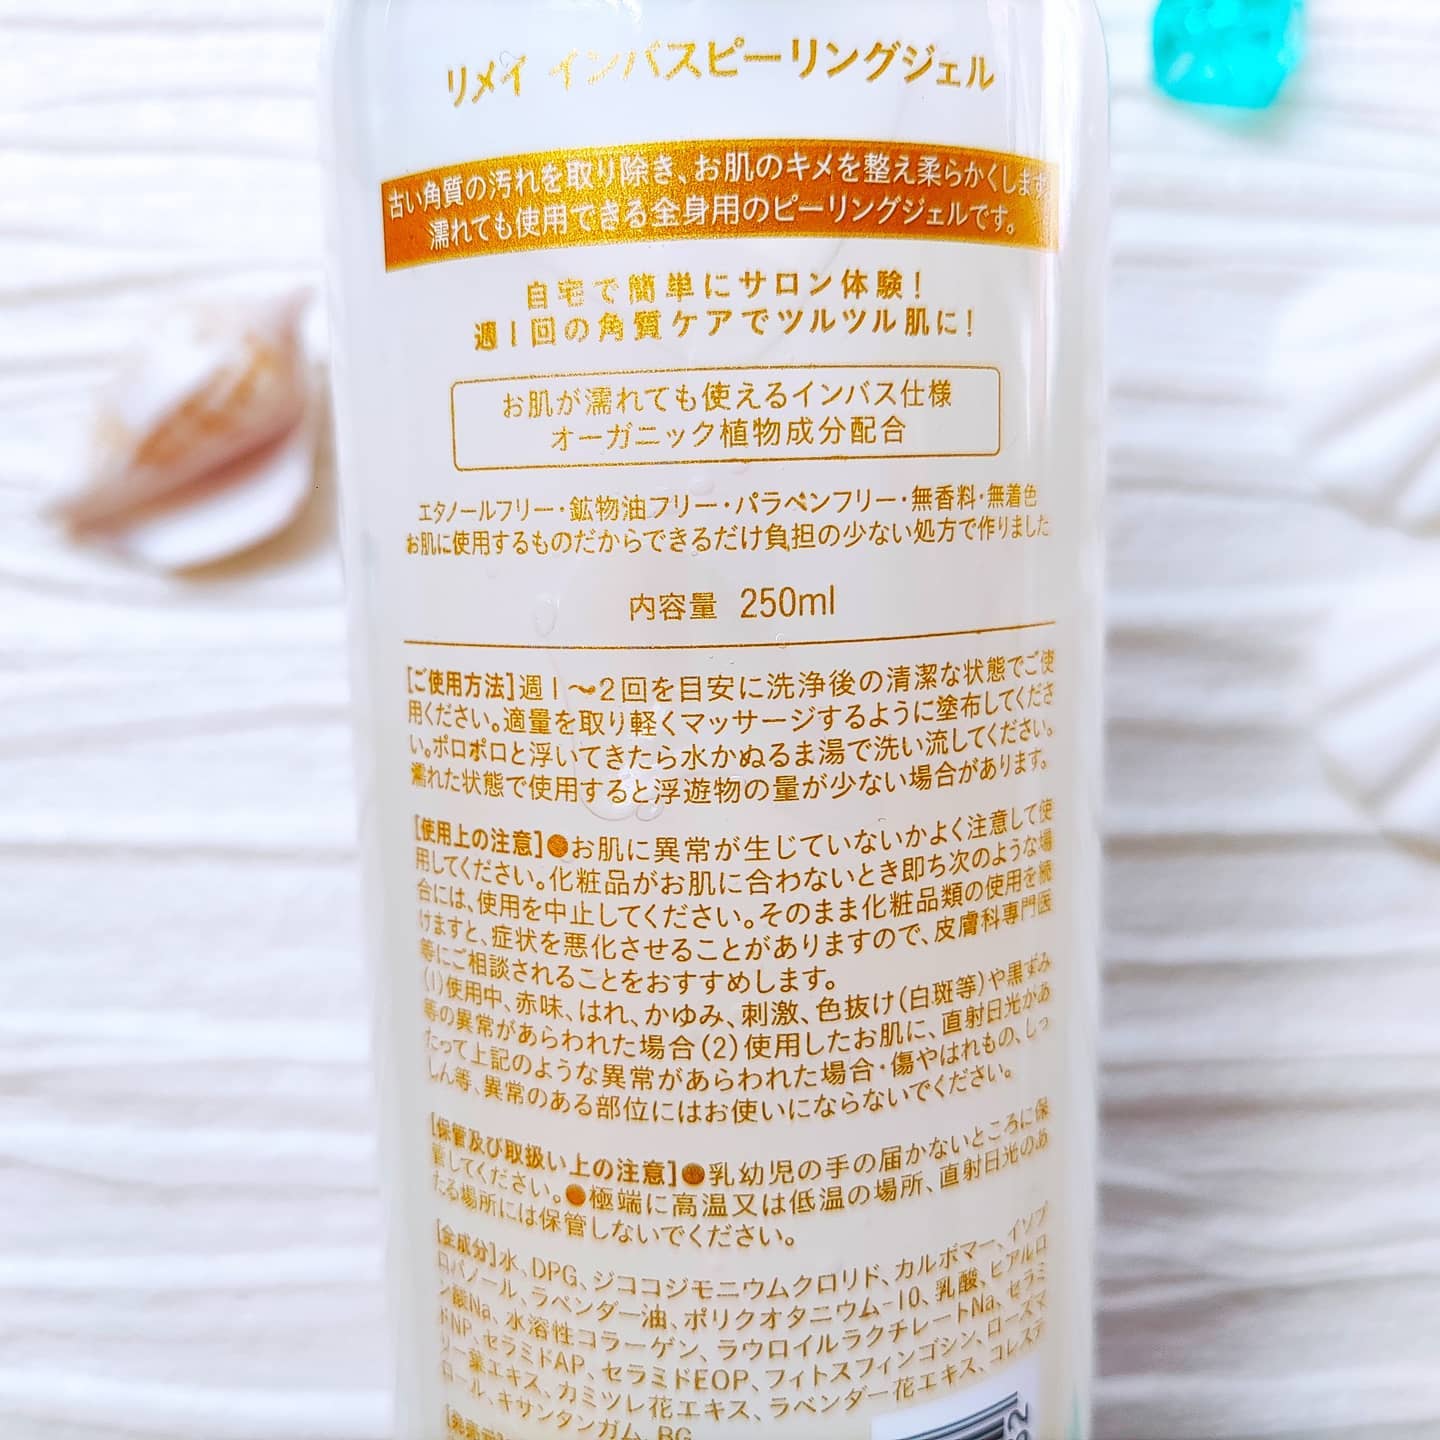 リメイ インバスピーリングジェル
古い角質の汚れを取り除き、お肌のキメを整え柔らかくします
濡れても使用できる全身用のピーリングジェルです。
自宅で簡単にサロン体験！
週1回の角質ケアでツルツル肌に！
お肌が濡れても使えるインバス仕様
オーガニック植物成分配合
エタノールフリー・鉱物油フリー・パラベンフリー・無香料・無着色
お肌に使用するものだからできるだけ負担の少ない処方で作りました
内容量 250ml
[ご使用方法]週1〜2回を目安に洗浄後の清潔な状態でご使
用ください。適量を取り軽くマッサージするように塗布してくださ
い。ポロポロと浮いてきたら水かぬるま湯で洗い流してください。
濡れた状態で使用すると浮遊物の量が少ない場合があります。
[使用上の注意]●お肌に異常が生じていないかよく注意して使
用してください。化粧品がお肌に合わないとき即ち次のような場
合には、使用を中止してください。そのまま化粧品類の使用を続
けますと、症状を悪化させることがありますので、皮膚科専門医
等にご相談されることをおすすめします。
(1)使用中、赤味、はれ、かゆみ、刺激、色抜け(白斑等)や黒ずみ
等の異常があらわれた場合(2)使用したお肌に、直射日光があ
たって上記のような異常があらわれた場合・傷やはれもの、しっ
しん等、異常のある部位にはお使いにならないでください。
[保管及び取扱い上の注意]●乳幼児の手の届かないところに保
管してください。●極端に高温又は低温の場所、直射日光のあ
たる場所には保管しないでください。
[全成分]水、DPG、ジココジモニウムクロリド、カルボマー、イソプ
ロパノール、ラベンダー油、ポリクオタニウム-10、乳酸、ヒアルロ
ン酸Na、水溶性コラーゲン、ラウロイルラクチレートNa、セラミ
ドNP、セラミドAP、セラミドEOP、フィトスフィンゴシン、ローズマ
リー葉エキス、カミツレ花エキス、ラベンダー花エキス、コレステ
ロール、キサンタンガム、BG